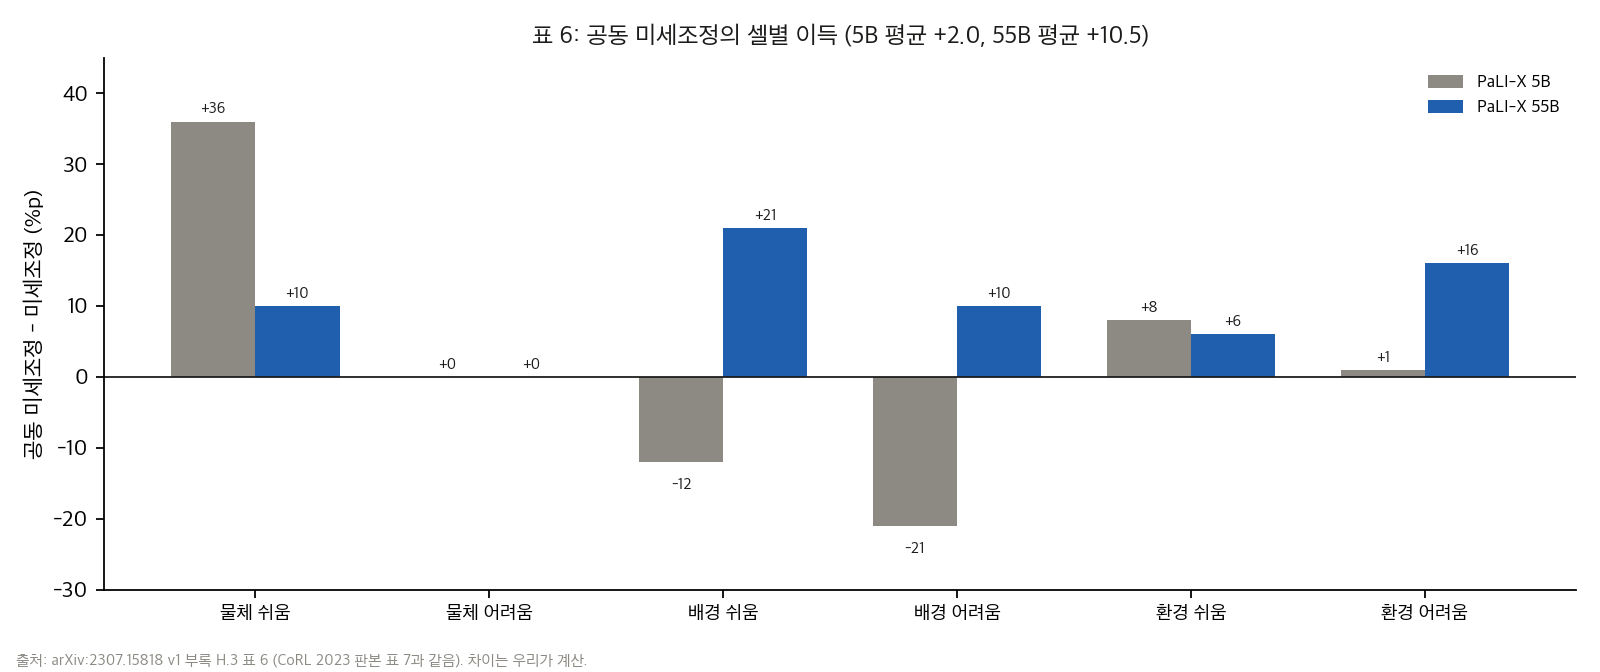 표 6: 공동 미세조정의 셀별 이득 (5B 평균 +2.0, 55B 평균 +10.5)
PaLI-X 5B
PaLI-X 55B
공동 미세조정 - 미세조정 (%p)
40
30
20
10
0
-10
-20
-30
+36
+10
+0
+0
-12
+21
-21
+10
+8
+6
+1
+16
물체 쉬움
물체 어려움
배경 쉬움
배경 어려움
환경 쉬움
환경 어려움
출처: arXiv:2307.15818 v1 부록 H.3 표 6 (CoRL 2023 판본 표 7과 같음). 차이는 우리가 계산.